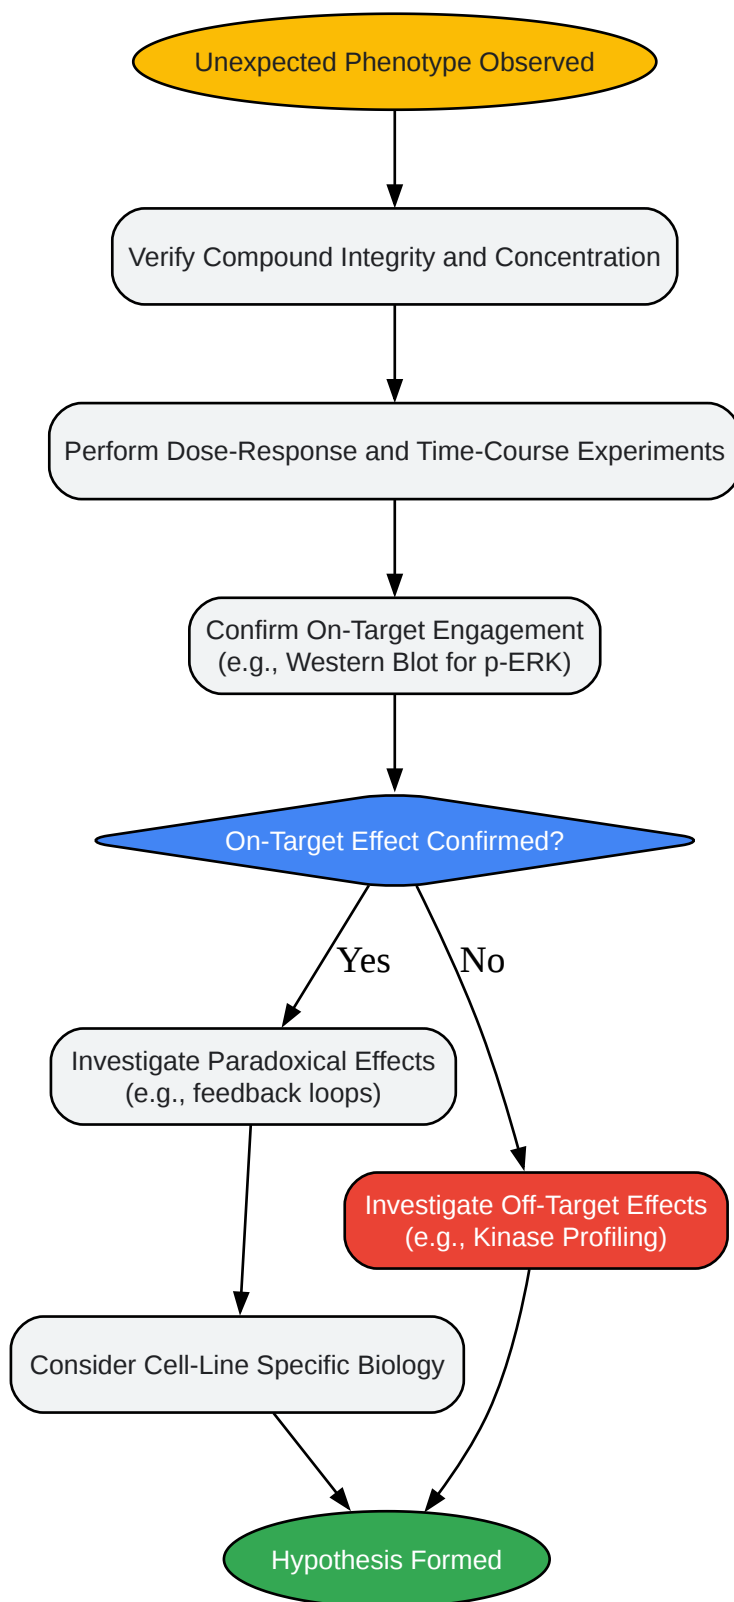 Unexpected Phenotype Observed
Verify Compound Integrity and Concentration
Perform Dose-Response and Time-Course Experiments
Confirm On-Target Engagement
(e.g., Western Blot for p-ERK)
On-Target Effect Confirmed?
Yes
No
Investigate Paradoxical Effects
(e.g., feedback loops)
Investigate Off-Target Effects
(e.g., Kinase Profiling)
Consider Cell-Line Specific Biology
Hypothesis Formed